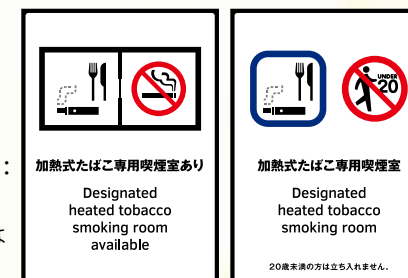 加熱式たばこ専用喫煙室あり
Designated
heated tobacco
smoking room
available
UNDER
20
加熱式たばこ専用喫煙室
Designated
heated tobacco
smoking room
20歳未満の方は立ち入れません。
:
は